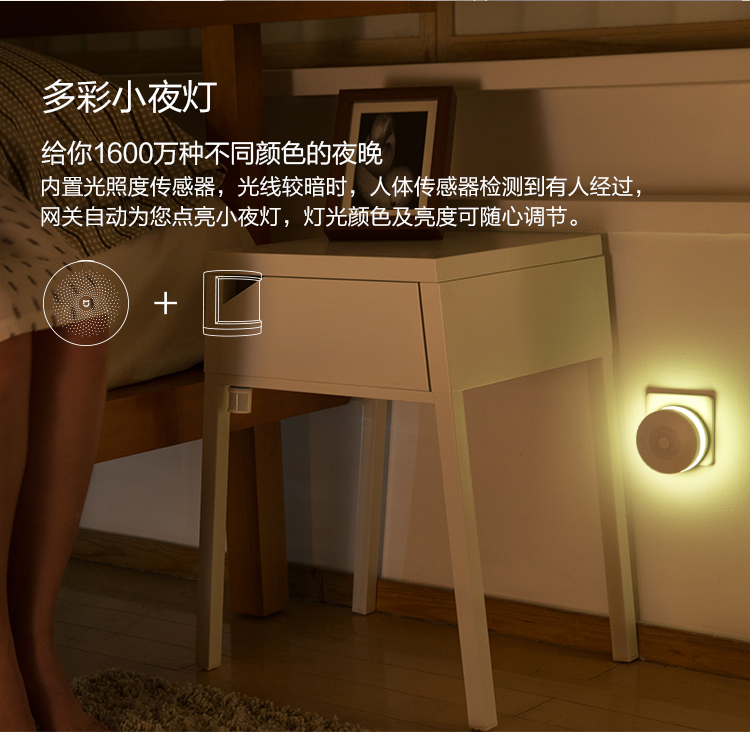 多彩小夜灯
给你1600万种不同颜色的夜晚
内置光照度传感器，光线较暗时，人体传感器检测到有人经过，
网关自动为您点亮小夜灯，灯光颜色及亮度可随心调节。
+